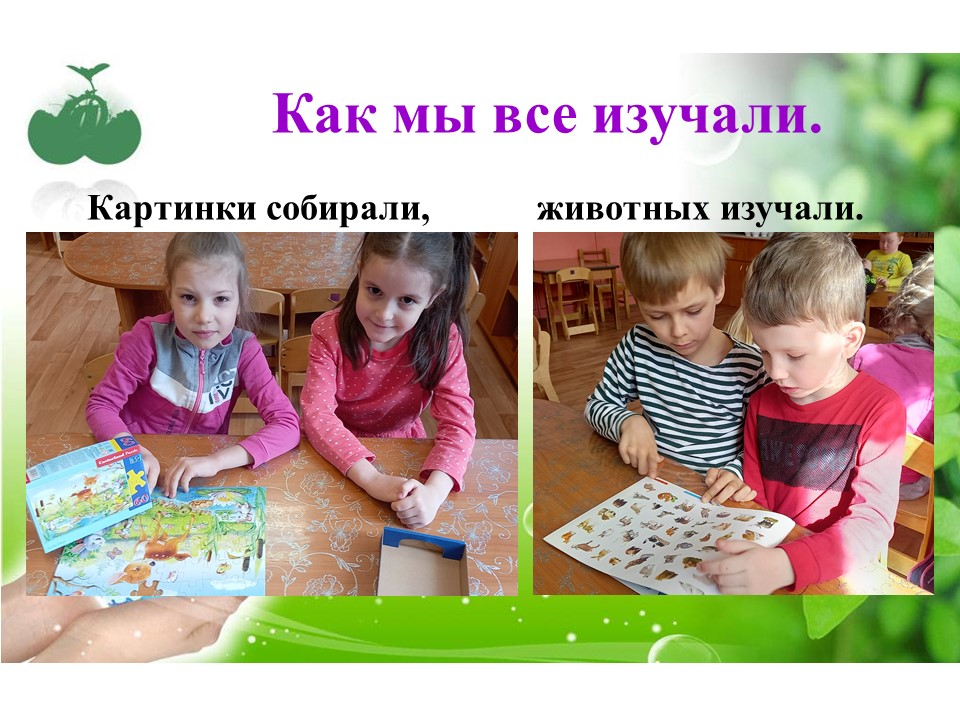 Как мы все изучали.
Картинки собирали,
животных изучали.